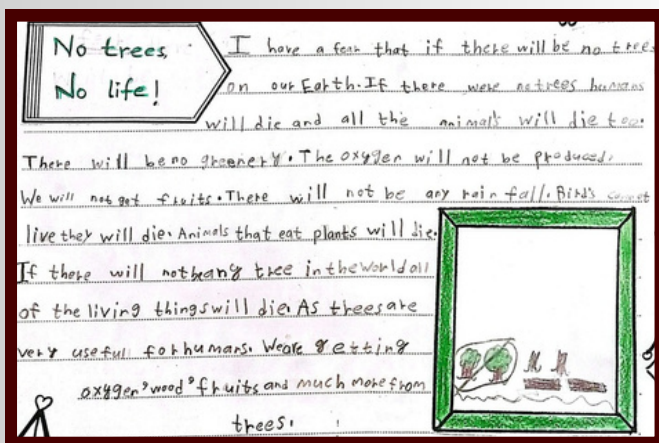 No trees,
No life!
I have a fear that if there will be no trees
on our Earth. If there were no trees humans
will die and all the animals will die too.
There will be no greenery. The oxygen will not be produced.
We will not get fruits. There will not be any rain fall. Bird's cannot
live they will die. Animals that eat plants will die.
If there will not be any tree in the world all
of the living things will die. As trees are
very useful for humans. We are getting
oxygen, wood, fruits and much more from
trees.